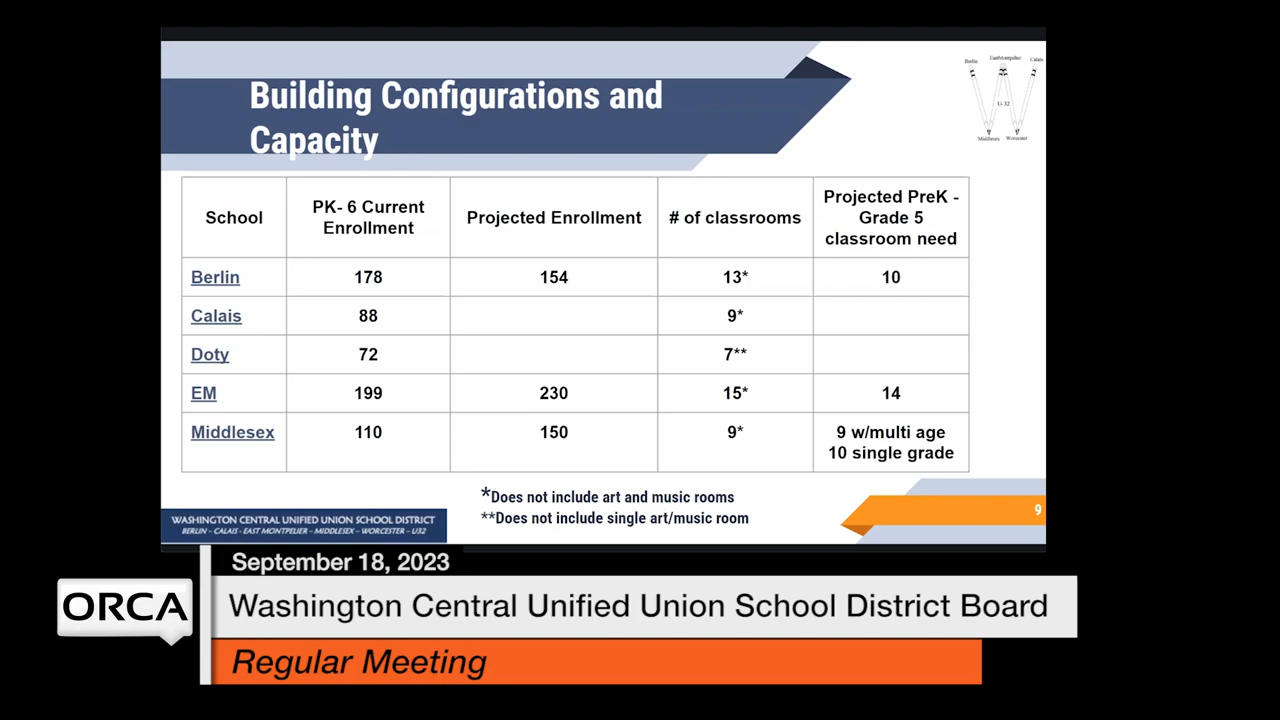 Building Configurations and
Capacity
Berlin EastMontpelier Calais
U- 32
Middlesex Worcester
School PK- 6 Current Enrollment Projected Enrollment # of classrooms Projected PreK - Grade 5 classroom need
Berlin 178 154 13* 10
Calais 88 9*
Doty 72 7**
EM 199 230 15* 14
Middlesex 110 150 9* 9 w/multi age
10 single grade
*Does not include art and music rooms
**Does not include single art/music room
WASHINGTON CENTRAL UNIFIED UNION SCHOOL DISTRICT
BERLIN – CALAIS - EAST MONTPELIER – MIDDLESEX – WORCESTER – U32
9
September 18, 2023
ORCA
Washington Central Unified Union School District Board
Regular Meeting